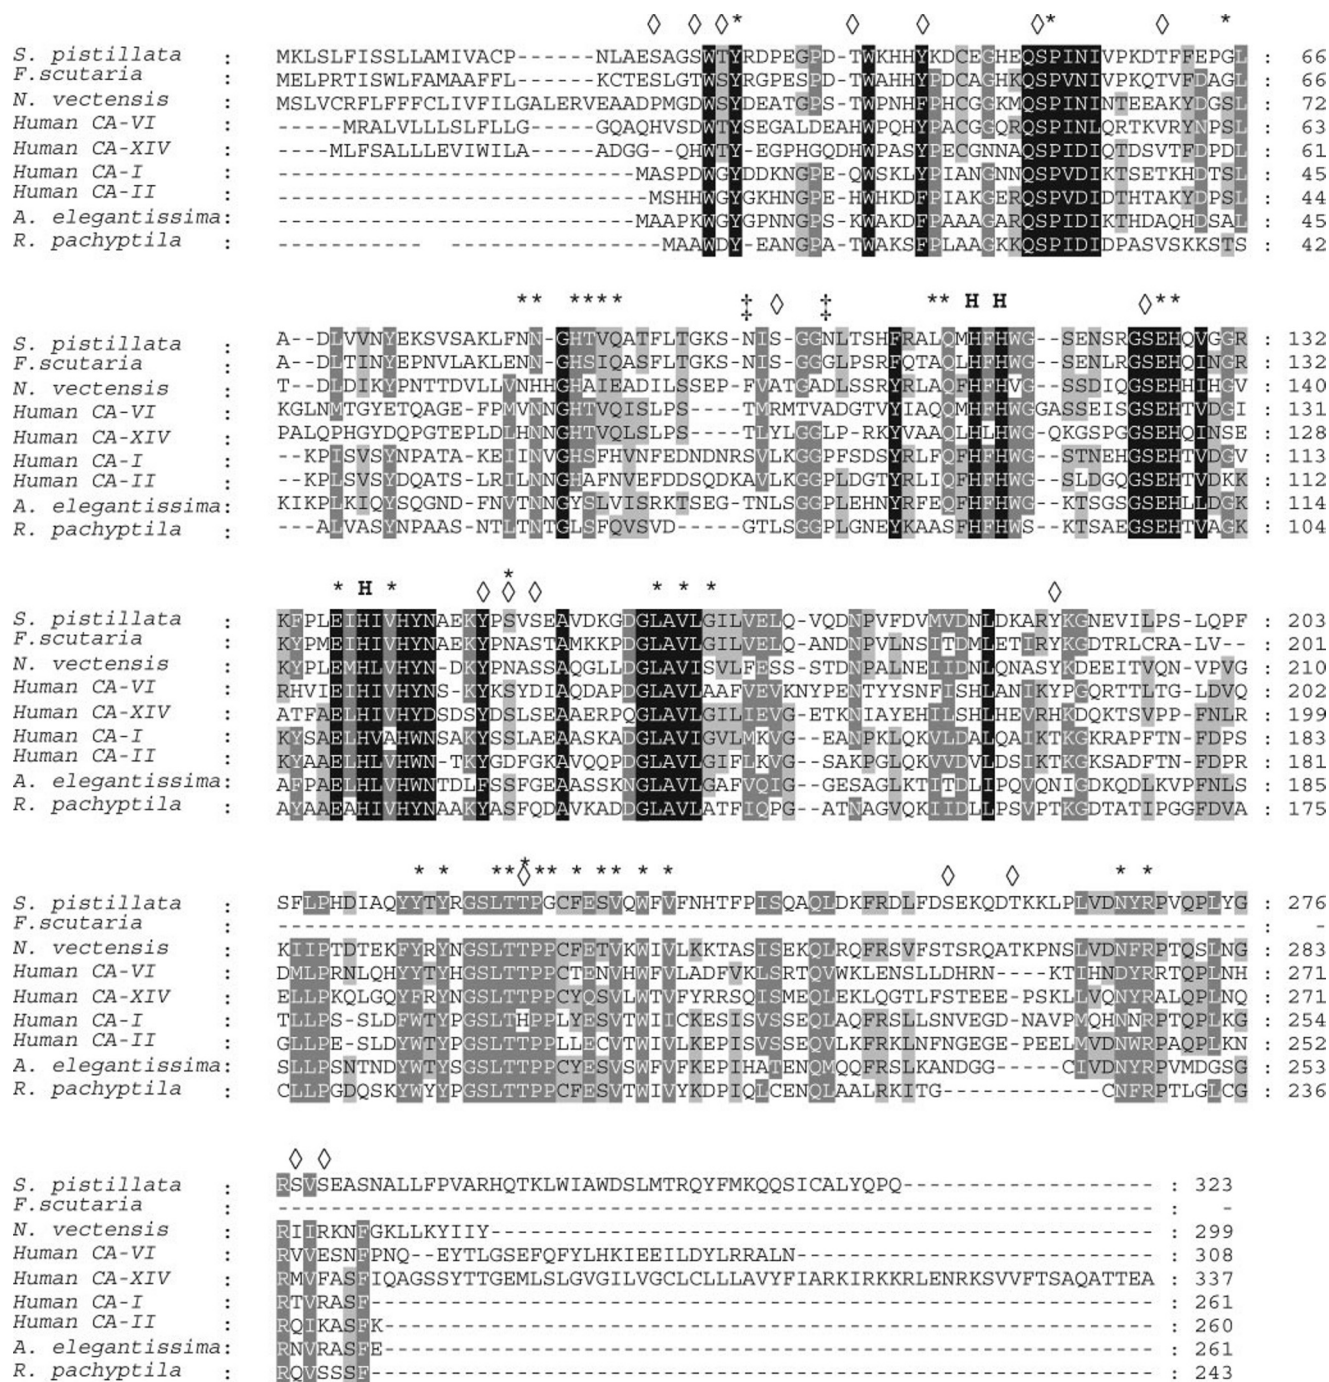 ◊ ◊ ◊ * ◊ ◊ ◊ * ◊ *
S. pistillata : MKLSLFISSLLAMIVACP------NLAESAGSWTYRDPEGPD-TWKHHYKDCEGHEQSPINIVPKDTFFEPGL : 66
F.scutaria : MELPRTISWLFAMAAFFL------KCTESLGTWSYRGPES-D-TWAHHYPDCAGHFQSPINIVPKQTVFDAGL : 66
N. vectensis : MSLVCRFLFFFCLIVFILGALERVEAADPMGDWSYDEATGPS-TWPNHFPHCGGKMQSPININTEEAKYDGSL : 72
Human CA-VI : -----MRALVLLLSLFLLG-----GQAQHVSDWTYSEGALDEAHWPQHYPACGGQRQSPINLQRTKVRYNPSL : 63
Human CA-XIV : ----MLFSALLLEVIWILA-----ADGG--QHWTYE-GPHGQDHWPASYPECGNNAQSPIDIQTDSVTFDPDL : 61
Human CA-I : ---------------------------MASPDWGYDDKNGPE-QWSKLYPIANGNNQSPVDIKTSETKHDTSL : 45
Human CA-II : ----------------------------MSHHWGYGKHNGPE-HWHKDFPIAKGERQSPVDIDTHTAKYDPSL : 44
A. elegantissima: ---------------------------MAAPKWGYGPNNGPS-KWAKDFPAAAGARQSPIDIKTHDAQHDSAL : 45
R. pachyptila : ----------- ----------------MAAWDY-EANGPA-TWAKSFPLAAGKKQSPIDIDPASVSKKSTS : 42
** **** ‡ ◊ ‡ ** H H ◊ **
S. pistillata : A--DLVVNYEKSVSAKLFNN-GHTVQATFLTGKS-NIS-GGNLTSHFRALQMHFHWG--SENSRGSEHQVGGR : 132
F.scutaria : A--DLTINYEPNVLAKLENN-GHSIQASFLTGKS-NIS-GGGLPSRFQTAQLHFHWG--SENLRGSEHQINGR : 132
N. vectensis : T--DLDIKYPNTTDVLLVNHHGHAIEADILSSEP-FVATGADLSSRYRLAQFHFHVG--SSDIQGSEHHIHGV : 140
Human CA-VI : KGLNMTGYETQAGE-FPMVNNGHTVQISLPS----TMRMTVADGTVYIAQQMHFHWGGASSEISGSEHTVDGI : 131
Human CA-XIV : PALQPHGYDQPGTEPLDLHNNGHTVQLSLPS----TLYLGGLP-RKYVAAQLHLHWG-QKGSPGGSEHQINSE : 128
Human CA-I : --KPLSVSYNPATA-KEIINVGHSFHVNFEDNDNRSVLKGGPFSDSYRLFQFHFHWG--STNEHGSEHTVDGV : 113
Human CA-II : --KPLSVSYDQATS-LRILNNGHAFNVEFDDSQDKAVLKGGPLDGTYRLIQFHFHWG--SLDGQGSEHTVDKK : 112
A. elegantissima: KIKPLKIQYSQGND-FNVTNNGYSLVISRKTSEG-TNLSGGPLEHNYRFEQFHFHWG--KTSGSGSEHLLDGK : 114
R. pachyptila : ---ALVASYNPAAS-NTLTNTGLSFQVSVD-----GTLSGGPLGNEYKAASFHFHWS--KTSAEGSEHTVAGK : 104
* H * ◊ * ◊ ◊ * * * ◊
S. pistillata : KFPLEIHIVHYNAEKYPSVSEAVDKGDGLAVLGILVELQ-VQDNPVFDVMVDNLDKARYKGNEVILPS-LQPF : 203
F.scutaria : KYPMEIHIVHYNAEKYPNASTAMKKPDGLAVLGILVELQ-ANDNPVLNSITDMLETIRYKGDTRLCRA-LV-- : 201
N. vectensis : KYPLEMHLVHYN-DKYPNASSAQGLLDGLAVISVLFESS-STDNPALNEIIDNLQNASYKDEEITVQN-VPVG : 210
Human CA-VI : RHVIEIHIVHYNS-KYKSYDIAQDAPDGLAVLAAFVEVKNYPENTYYSNFISHLANIKYPGQRTTLTG-LDVQ : 202
Human CA-XIV : ATFAELHIVHYDSDSYDSLSEAAERPQGLAVLGILIEVG-ETKNIAYEHILSHLHEVRHKDQKTSVPP-FNLR : 199
Human CA-I : KYSAELHVAHWNSAKYSSLAEAASKADGLAVIGVLMKVG--EANPKLQKVLDALQAIKTKGKRAPFTN-FDPS : 183
Human CA-II : KYAAELHLVHWN-TKYGDFGKAVQQPDGLAVLGIFLKVG--SAKPGLQKVVDVLDSIKTKGKSADFTN-FDPR : 181
A. elegantissima: AFPAELHLVHWNTDLFSSFGEAASSKNGLAVLGAFVQIG--GESAGLKTITDLLPQVQNIGDKQDLKVPFNLS : 185
R. pachyptila : AYAAEAHIVHYNAAKYASFQDAVKADDGLAVLATFIQPG--ATNAGVQKIIDLLPSVPTKGDTATLPGGFDVA : 175
* * ** * ◊ ** * ** * * ◊ ◊ * *
S. pistillata : SFLPHDIAQYYTYRGSLTTPGCFESVQWFVFNHTFPISQAQLDKFRDLFDSEKQDTKKLPLVDNYRPVQPLYG : 276
F.scutaria : ------------------------------------------------------------------------- : -
N. vectensis : KIIPTDTEKFYRYNGSLTTPPCFETVKWIVLKKTASISEKQLRQFRSVFSTSRQATKPNSLVDNFRPTQSLNG : 283
Human CA-VI : DMLPRNLQHYYTYHGSLTTPPCTENVHWFVLADFVKLSRTQVWKLENSLLDHRN----KTIHNDYRRTQPLNH : 271
Human CA-XIV : ELLPKQLGQYFRYNGSLTTPPCYQSVLWTVFYRRSQISMEQLEKLQGTLFSTEEE-PSKLLVQNYRALQPLNQ : 271
Human CA-I : TLLPS-SLDFWTYPGSLTHPPLYESVTWIICKESISVSSEQLAQFRSLLSNVEGD-NAVPMQHNNRPTQPLKG : 254
Human CA-II : GLLPE-SLDYWTYPGSLTTPPLLECVTWIVLKEPISVSSEQVLKFRKLNFNGEGE-PEELMVDNWRPAQPLKN : 252
A. elegantissima: SLLPSNTNDYWTYSGSLTTPPCYESVSWFVFKEPIHATENQMQQFRSLKANDGG-----CIVDNYRPVMDGSG : 253
R. pachyptila : CLLPGDQSKYWYYPGSLTTPPCFESVTWIVYKDPIQLCENQLAALRKITG------------CNFRPTLGLCG : 236
◊ ◊
S. pistillata : RSVSEASNALLFPVARHQTKLWIAWDSLMTRQYFMKQQSICALYQPQ------------------- : 323
F.scutaria : ------------------------------------------------------------------ : -
N. vectensis : RIIRKNFGKLLKYIIY-------------------------------------------------- : 299
Human CA-VI : RVVESNFPNQ--EYTLGSEFQFYLHKIEEILDYLRRALN--------------------------- : 308
Human CA-XIV : RMVFASFIQAGSSYTTGEMLSLGVGILVGCLCLLLAVYFIARKIRKKRLENRKSVVFTSAQATTEA : 337
Human CA-I : RTVRASF----------------------------------------------------------- : 261
Human CA-II : RQIKASFK---------------------------------------------------------- : 260
A. elegantissima: RNVRASFE---------------------------------------------------------- : 261
R. pachyptila : RQVSSSF----------------------------------------------------------- : 243